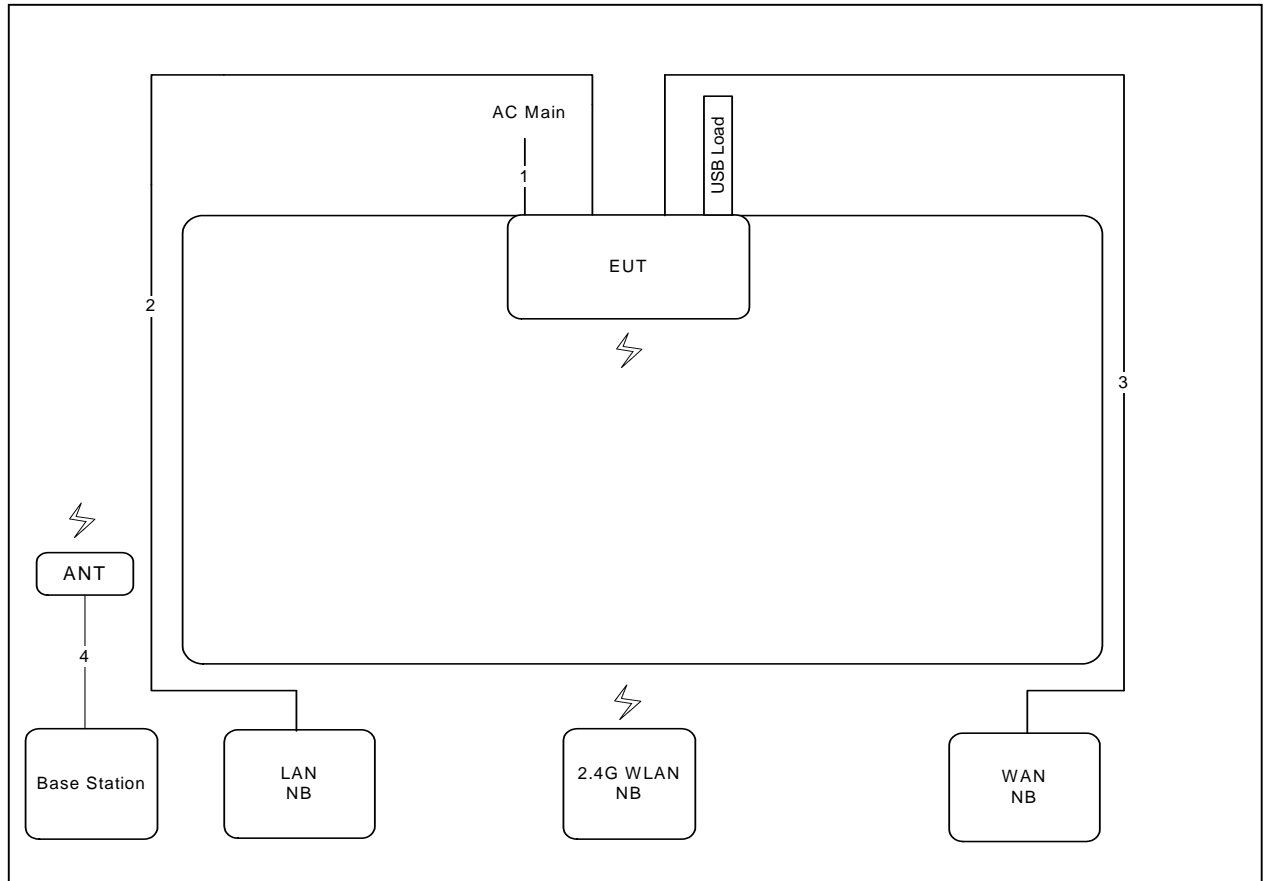 AC Main
USB Load
1
EUT
2
3
ANT
4
Base Station
LAN
NB
2.4G WLAN
NB
WAN
NB